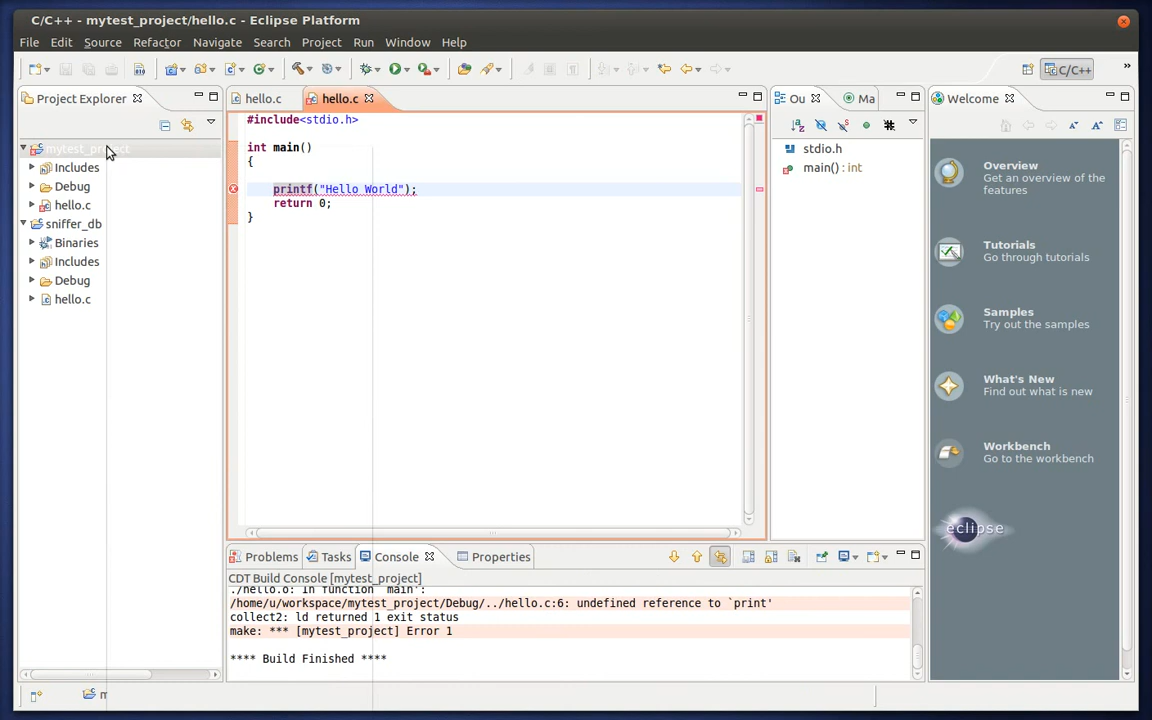 C/C++ - mytest_project/hello.c - Eclipse Platform
File Edit Source Refactor Navigate Search Project Run Window Help
C/C++
Project Explorer
mytest_project
Includes
Debug
hello.c
sniffer_db
Binaries
Includes
Debug
hello.c
hello.c
hello.c
#include<stdio.h>
int main()
{
printf("Hello World");
return 0;
}
Ou
Ma
stdio.h
main() : int
Welcome
Overview
Get an overview of the
features
Tutorials
Go through tutorials
Samples
Try out the samples
What's New
Find out what is new
Workbench
Go to the workbench
eclipse
Problems Tasks Console Properties
CDT Build Console [mytest_project]
./hello.o: In function `main':
/home/u/workspace/mytest_project/Debug/../hello.c:6: undefined reference to `print'
collect2: ld returned 1 exit status
make: *** [mytest_project] Error 1
**** Build Finished ****